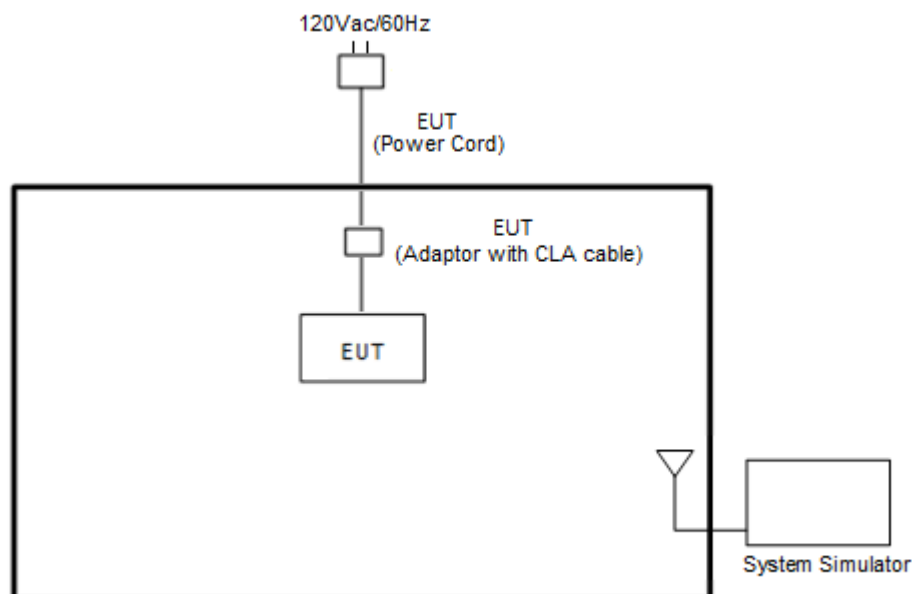 120Vac/60Hz
EUT
(Power Cord)
EUT
(Adaptor with CLA cable)
EUT
System Simulator